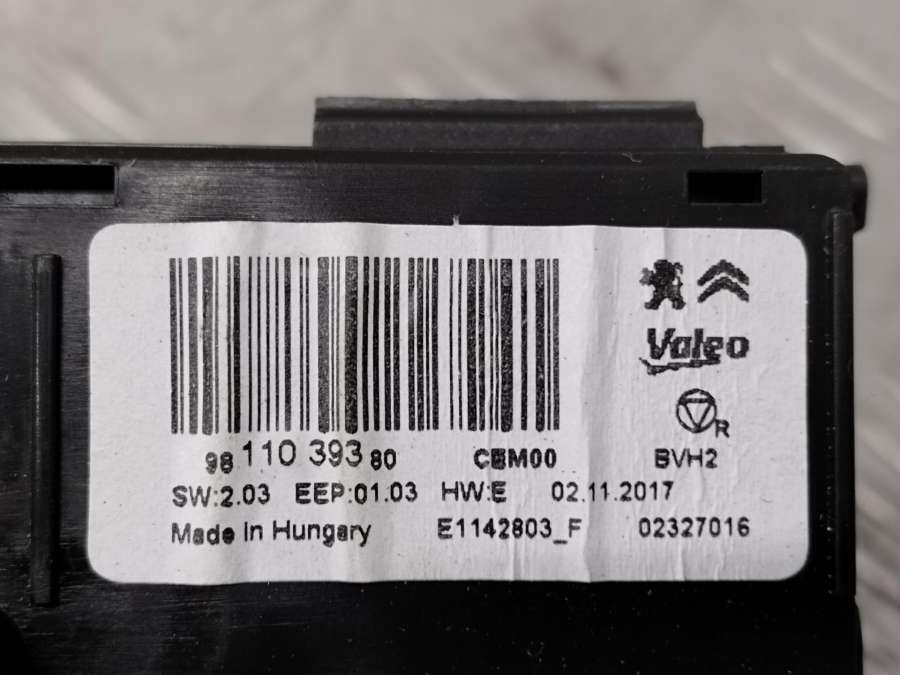 Valeo
R
98 110 393 80 CEM00 BVH2
SW:2.03 EEP:01.03 HW:E 02.11.2017
Made in Hungary E1142803_F 02327016